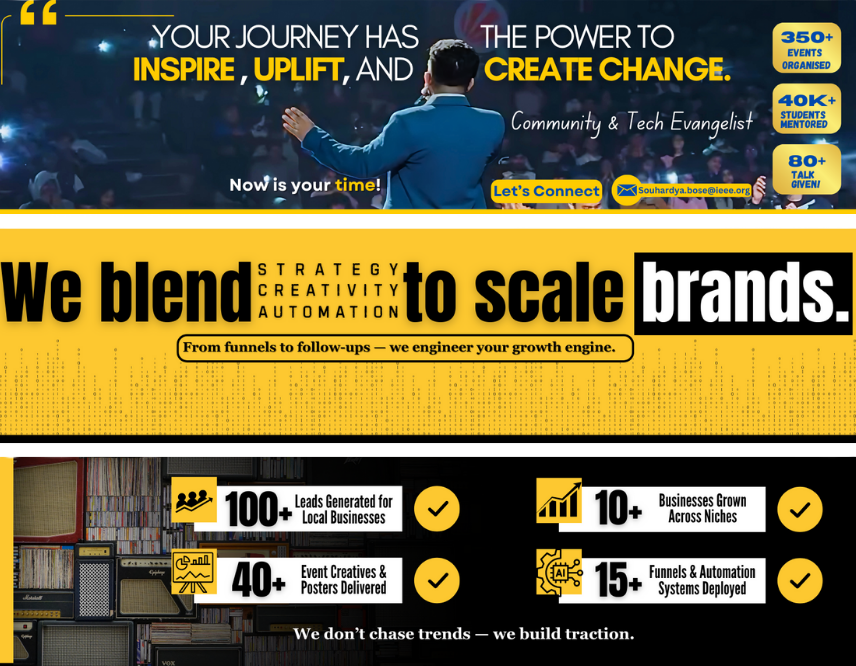 YOUR JOURNEY HAS THE POWER TO
INSPIRE , UPLIFT, AND CREATE CHANGE.
Community & Tech Evangelist
Now is your time!
Let's Connect
Souhardya.bose@ieee.org
350+
EVENTS
ORGANISED
40K+
STUDENTS
MENTORED
80+
TALK
GIVEN!
We blend
STRATEGY
CREATIVITY
AUTOMATION
to scale brands.
From funnels to follow-ups — we engineer your growth engine.
100+ Leads Generated for
Local Businesses
10+ Businesses Grown
Across Niches
40+ Event Creatives &
Posters Delivered
AI
15+ Funnels & Automation
Systems Deployed
Marshall
Epiphone
VOX
We don't chase trends — we build traction.